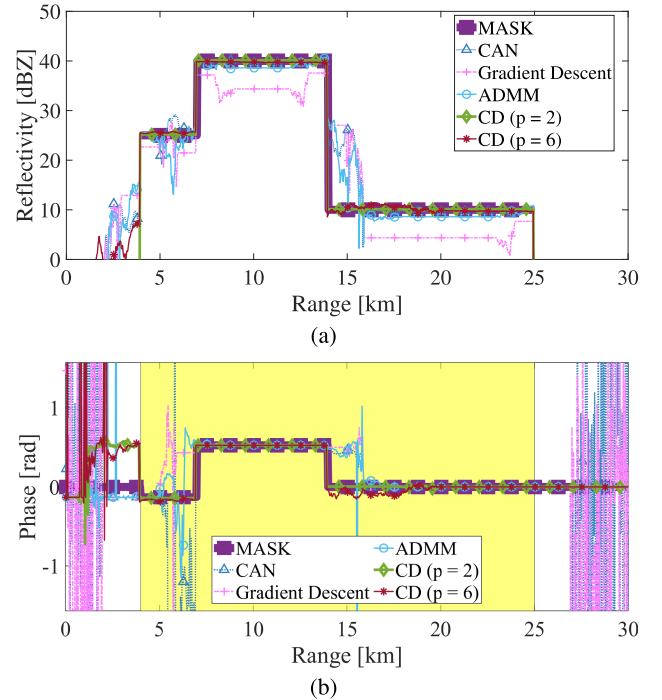 50
40
30
20
10
0
Reflectivity [dBZ]
MASK
CAN
Gradient Descent
ADMM
CD (p = 2)
CD (p = 6)
0 5 10 15 20 25 30
Range [km]
(a)
1
0
-1
Phase [rad]
MASK
CAN
Gradient Descent
ADMM
CD (p = 2)
CD (p = 6)
0 5 10 15 20 25 30
Range [km]
(b)